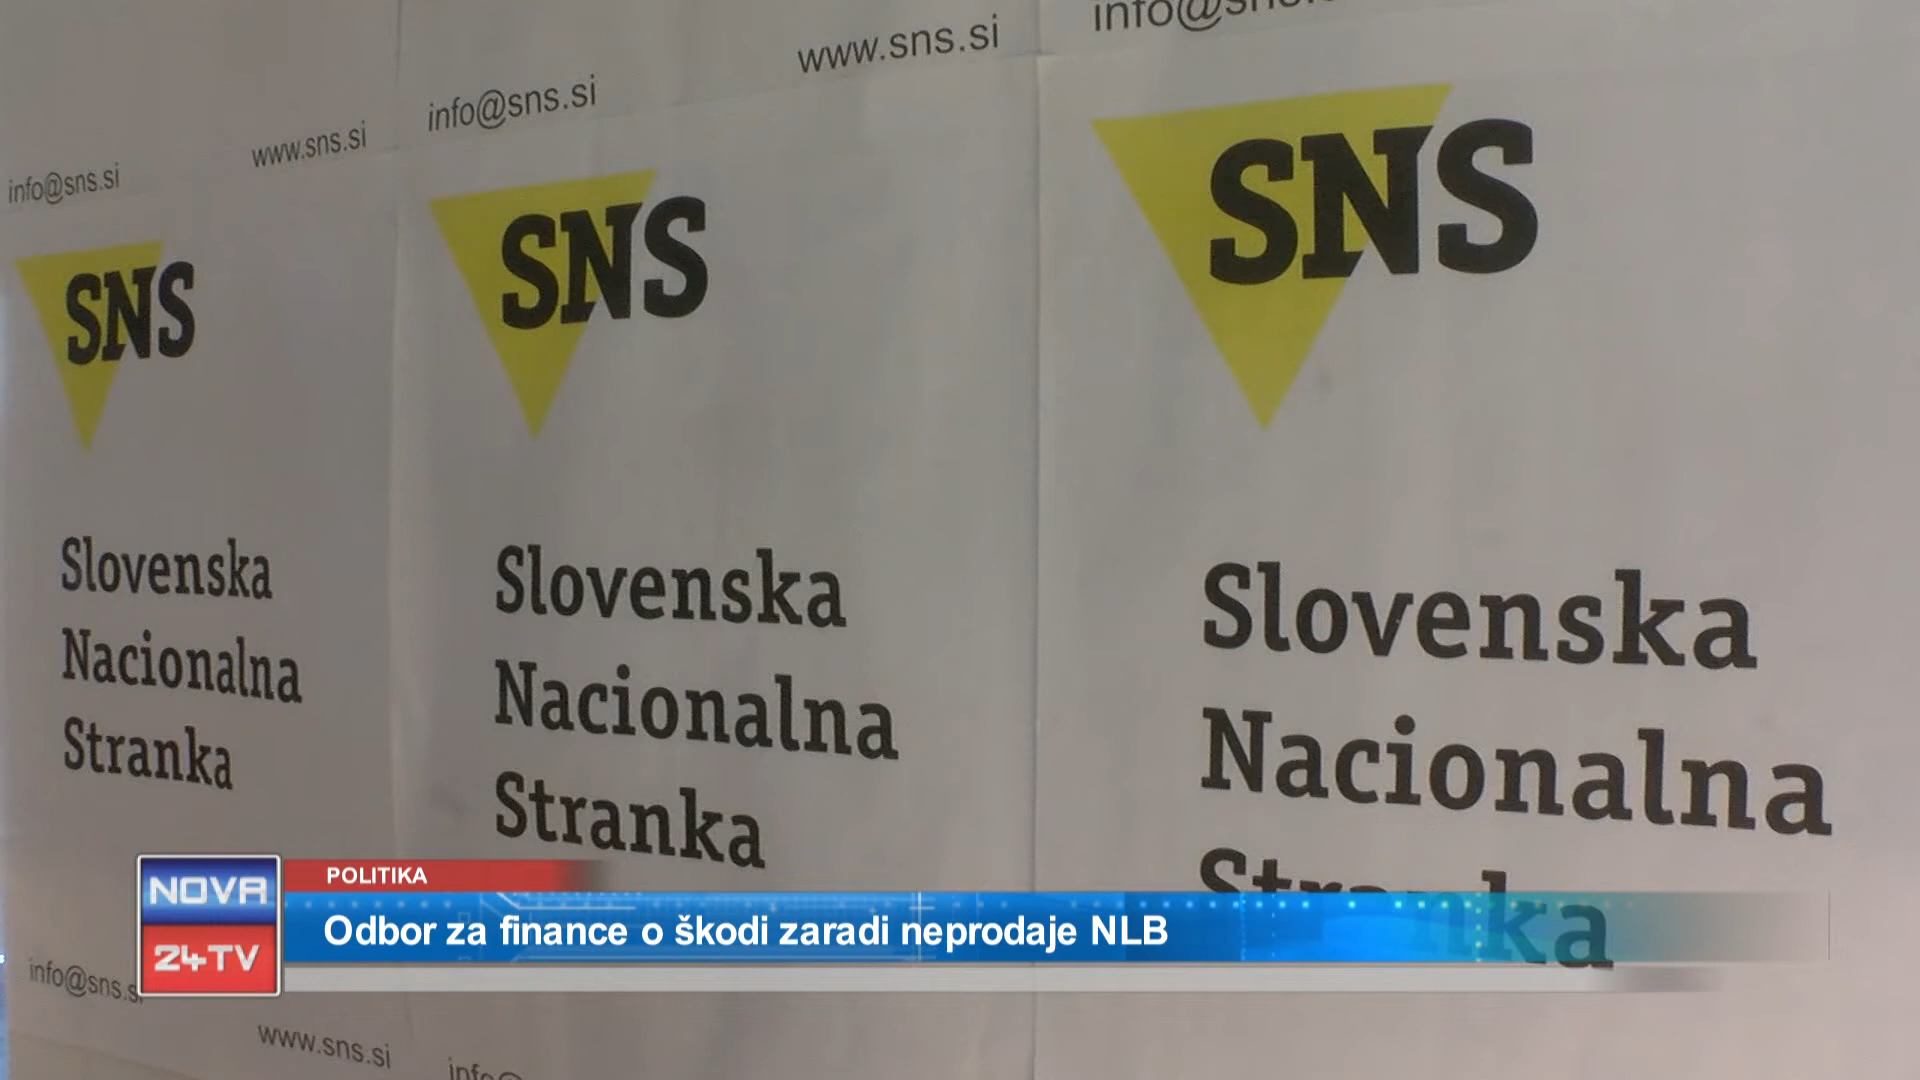 info@sns.si
www.sns.si
info@sns.si
www.sns.si
SNS
SNS
SNS
Slovenska
Nacionalna
Stranka
Slovenska
Nacionalna
Stranka
Slovenska
Nacionalna
Stranka
NOVA
24TV
POLITIKA
Odbor za finance o škodi zaradi neprodaje NLB
www.sns.si